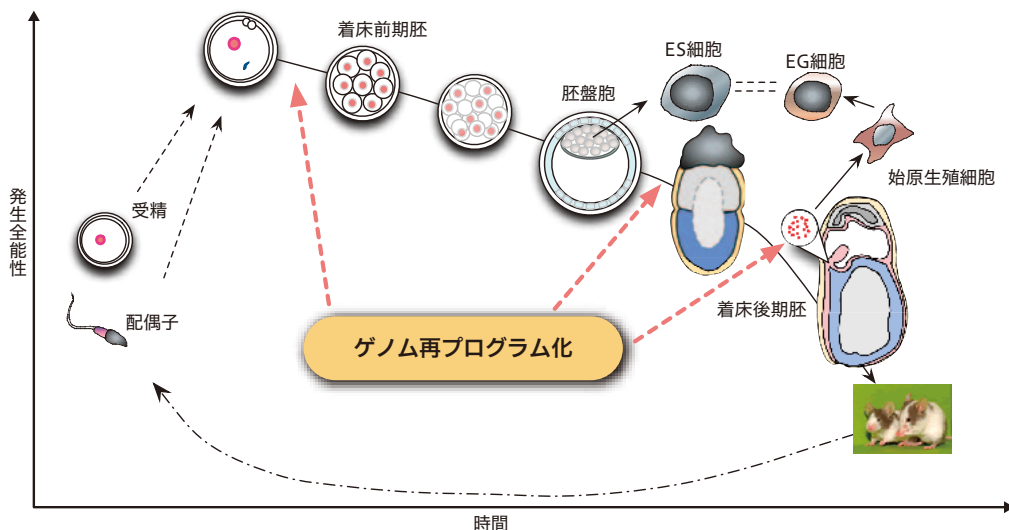 着床前期胚
ES細胞
EG細胞
胚盤胞
始原生殖細胞
受精
配偶子
着床後期胚
ゲノム再プログラム化
発生全能性
時間